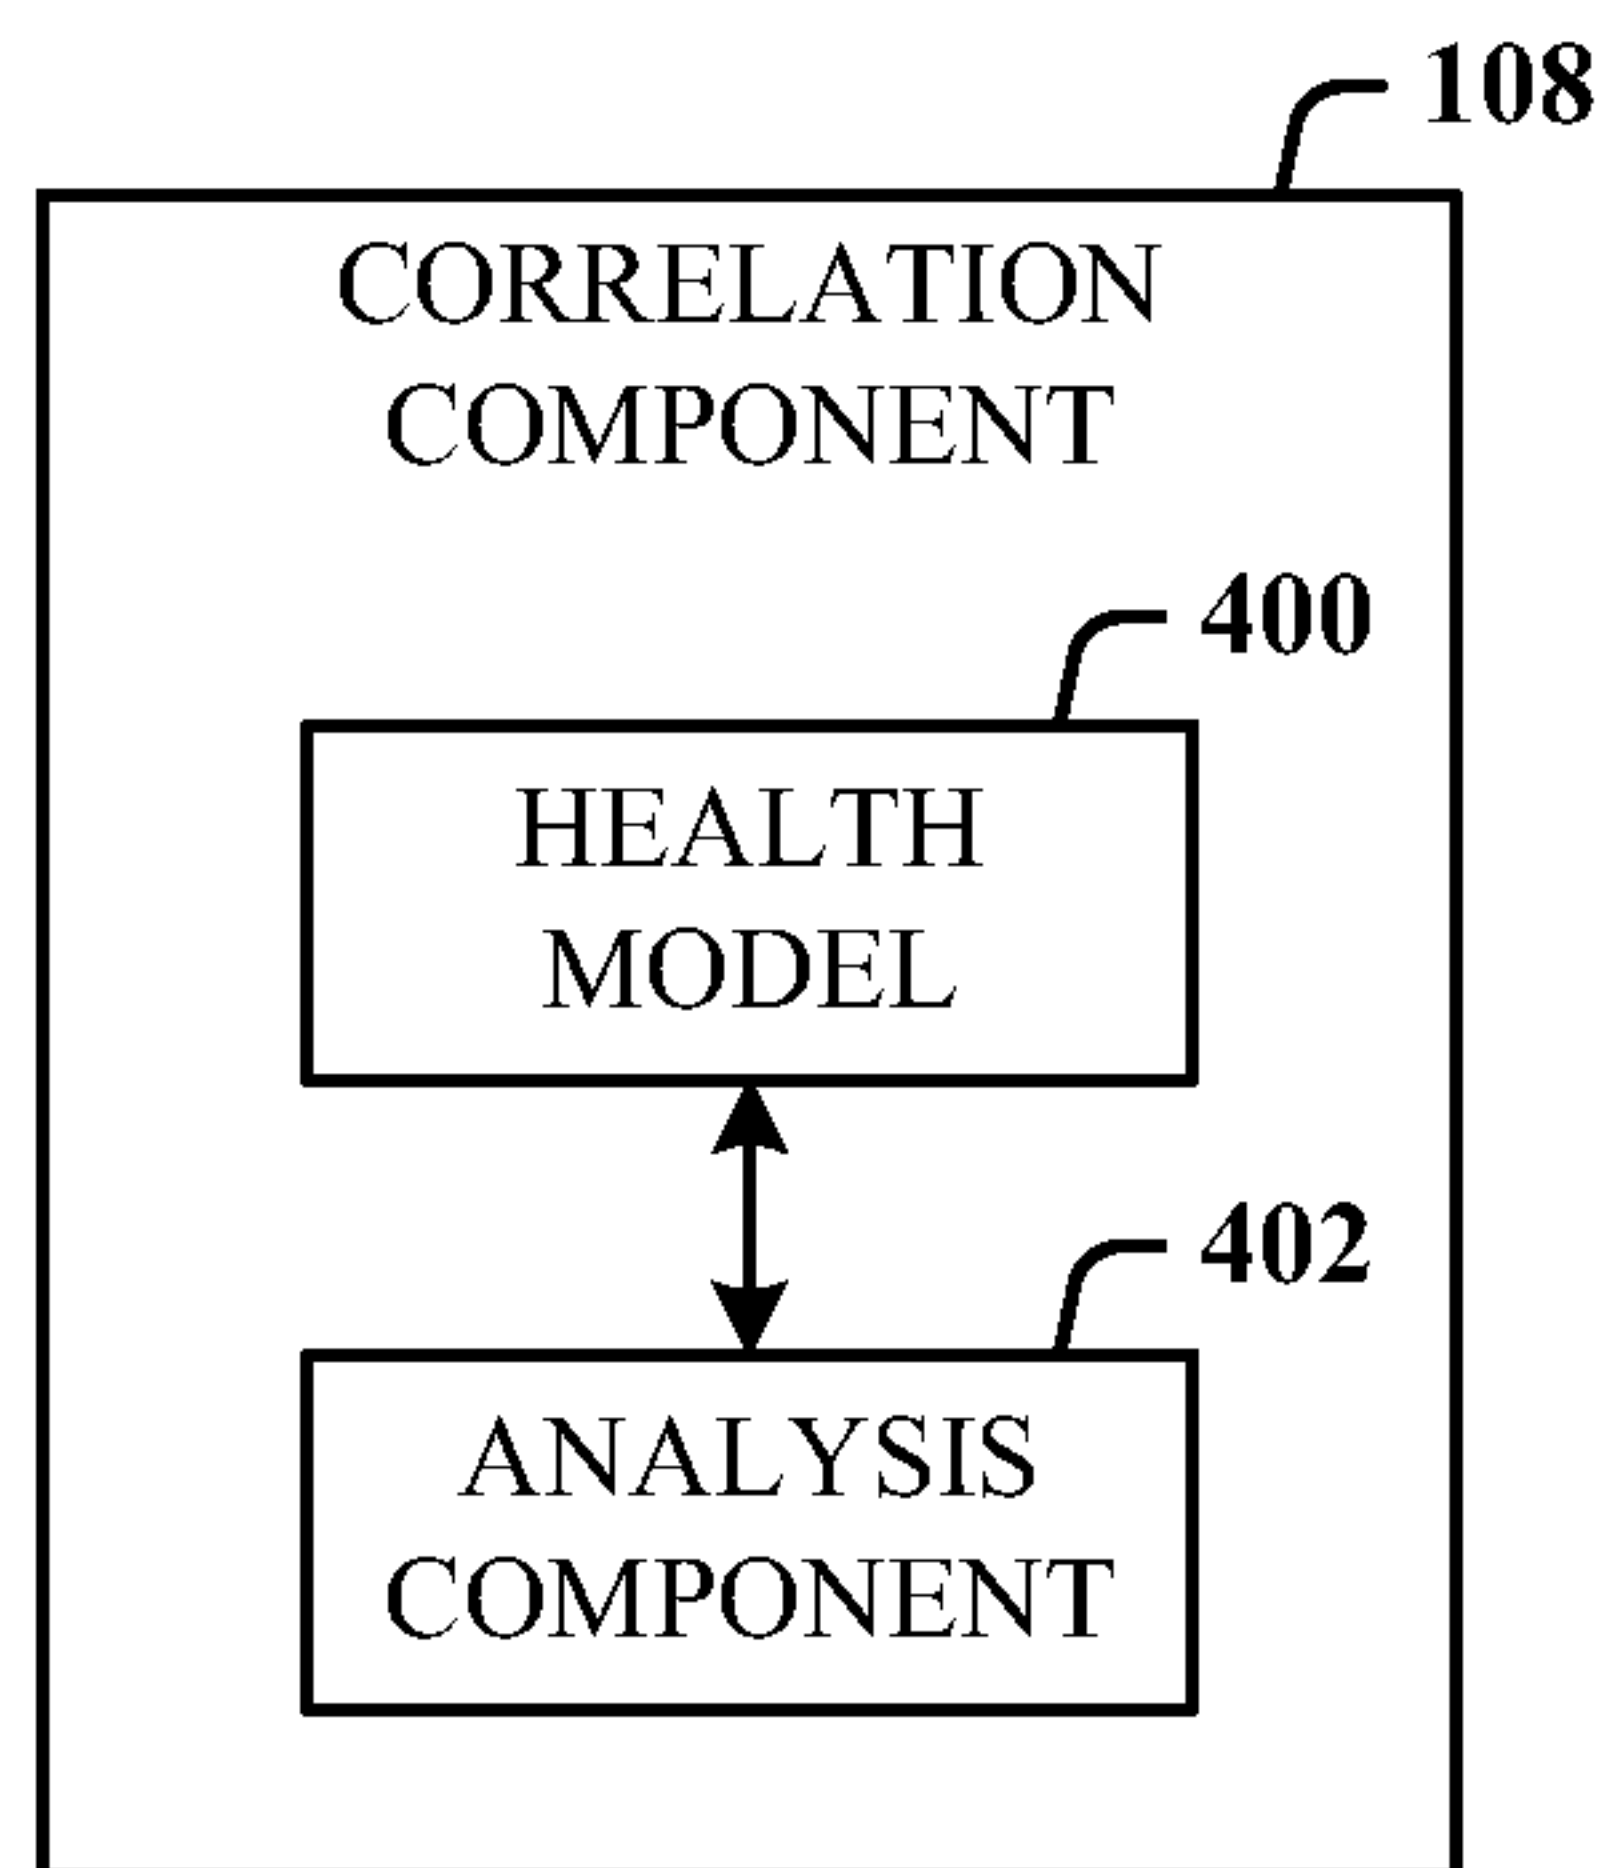 108
CORRELATION
COMPONENT
400
HEALTH
MODEL
402
ANALYSIS
COMPONENT